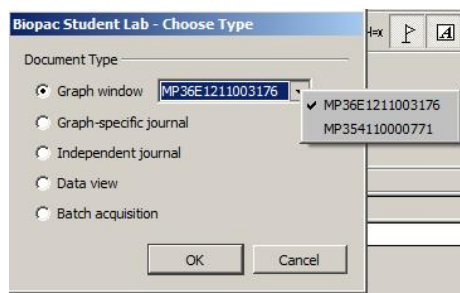 Biopac Student Lab - Choose Type
Document Type
Graph window MP36E1211003176
MP36E1211003176
MP354110000771
Graph-specific journal
Independent journal
Data view
Batch acquisition
OK Cancel
A